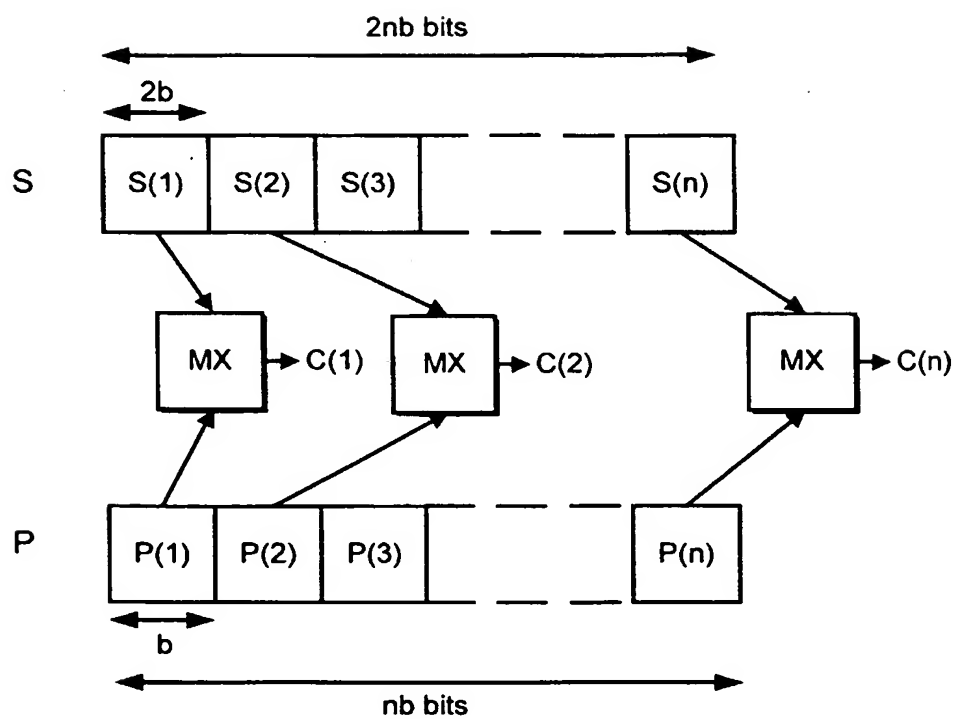 2nb bits
2b
S
S(1) S(2) S(3) S(n)
MX C(1) MX C(2) MX C(n)
P
P(1) P(2) P(3) P(n)
b
nb bits